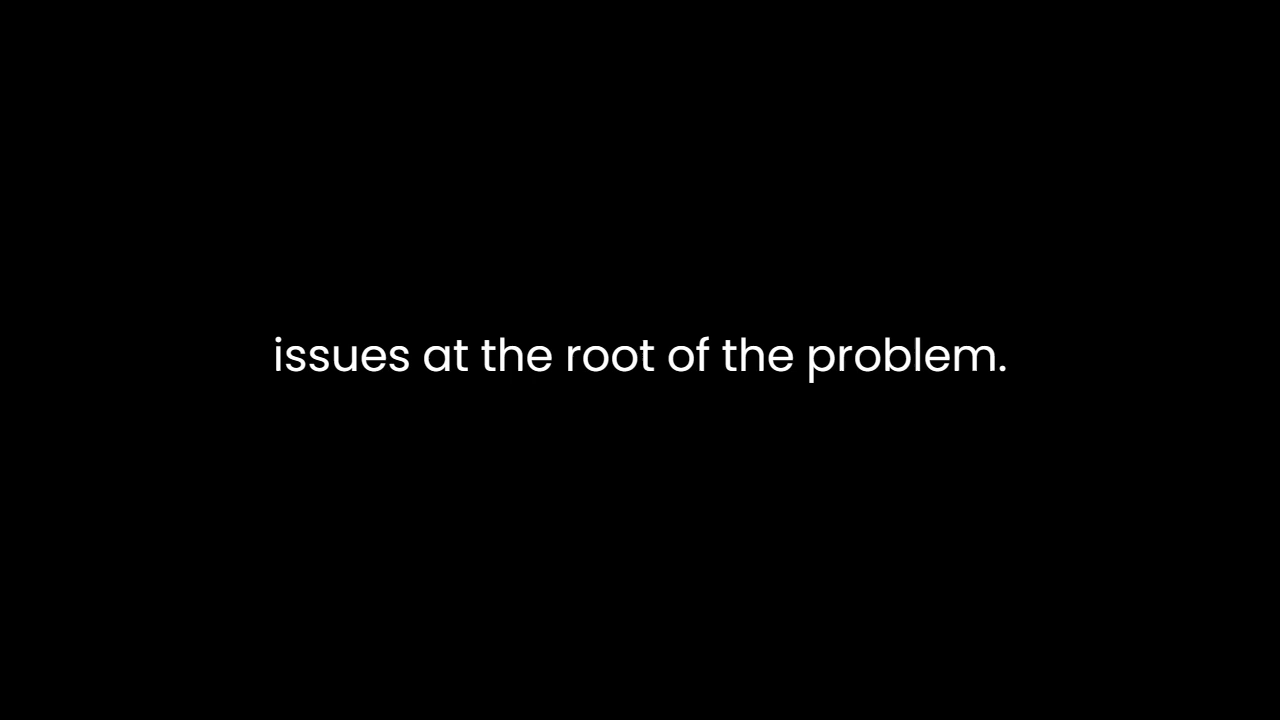 issues at the root of the problem.